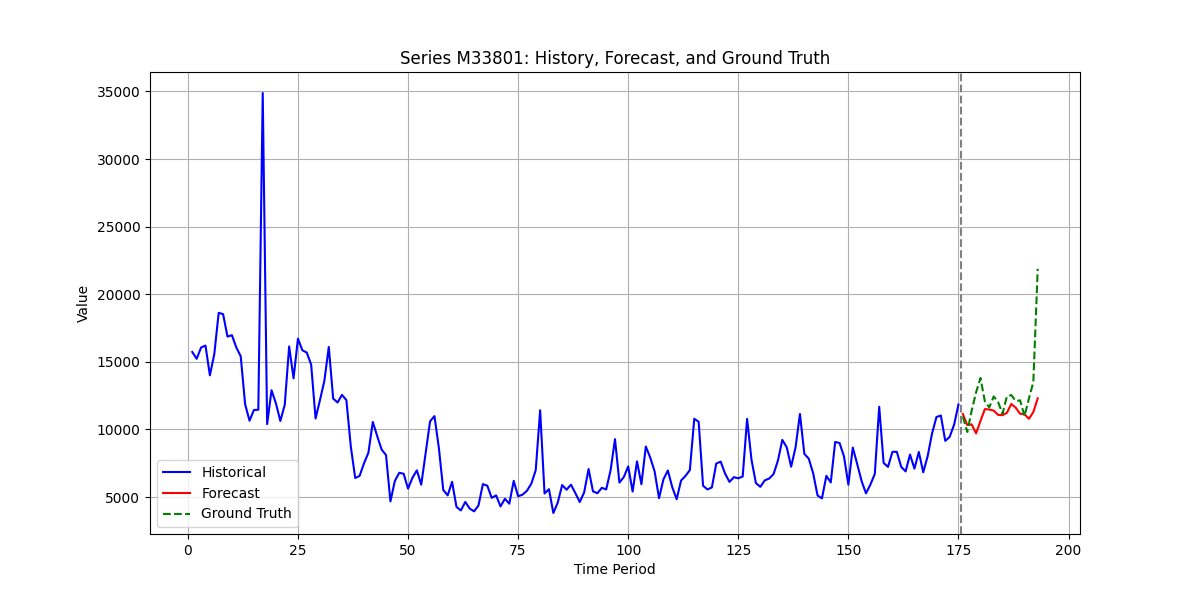 Series M33801: History, Forecast, and Ground Truth
Value
35000
30000
25000
20000
15000
10000
5000
Historical
Forecast
Ground Truth
0 25 50 75 100 125 150 175 200
Time Period